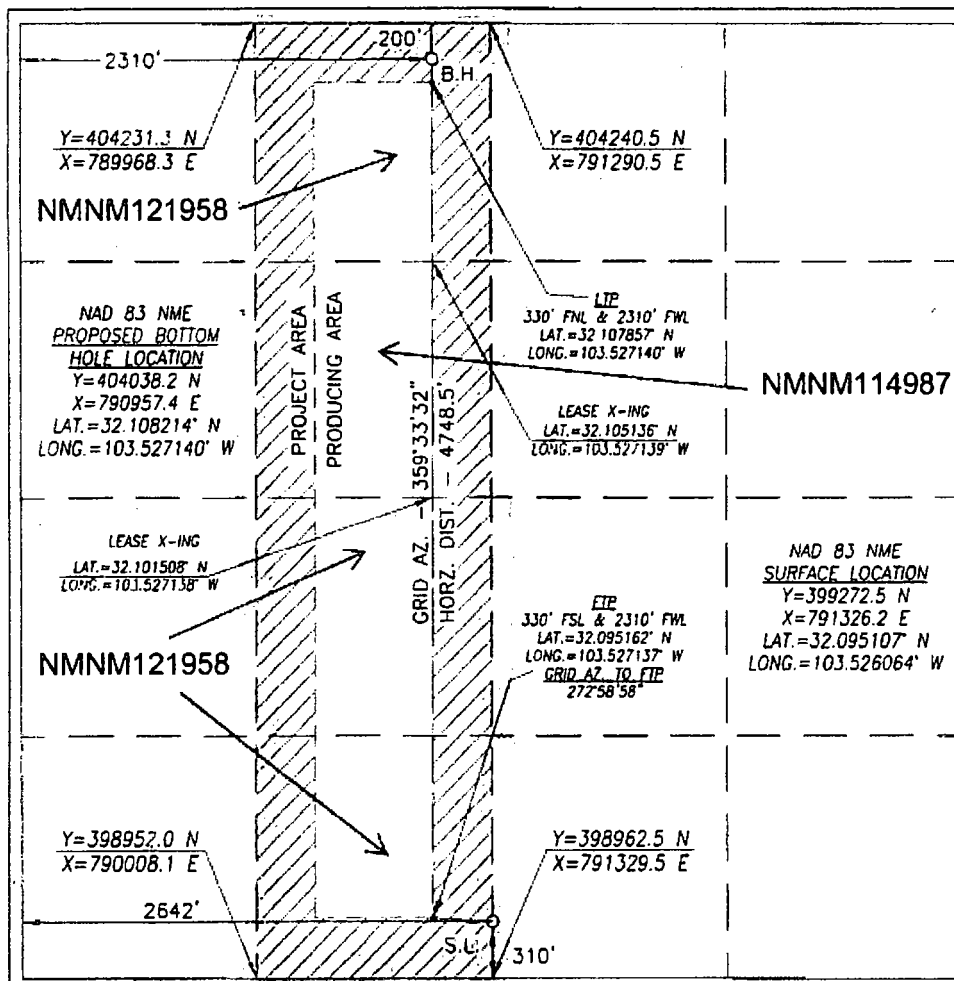 200'
2310'
B.H.
Y=404231.3 N
X=789968.3 E
Y=404240.5 N
X=791290.5 E
NMNM121958
NAD 83 NME
PROPOSED BOTTOM
HOLE LOCATION
Y=404038.2 N
X=790957.4 E
LAT.=32.108214° N
LONG.=103.527140° W
PROJECT AREA
PRODUCING AREA
LTP
330' FNL & 2310' FWL
LAT.=32.107857° N
LONG.=103.527140° W
NMNM114987
LEASE X-ING
LAT.=32.105136° N
LONG.=103.527139° W
GRID AZ. - 359°33'32"
HORZ. DIST. - 4748.5'
LEASE X-ING
LAT.=32.101508° N
LONG.=103.527138° W
NAD 83 NME
SURFACE LOCATION
Y=399272.5 N
X=791326.2 E
LAT.=32.095107° N
LONG.=103.526064° W
FTP
330' FSL & 2310' FWL
LAT.=32.095162° N
LONG.=103.527137° W
GRID AZ. TO FTP
272°58'58"
NMNM121958
Y=398952.0 N
X=790008.1 E
Y=398962.5 N
X=791329.5 E
2642'
S.L.
310'